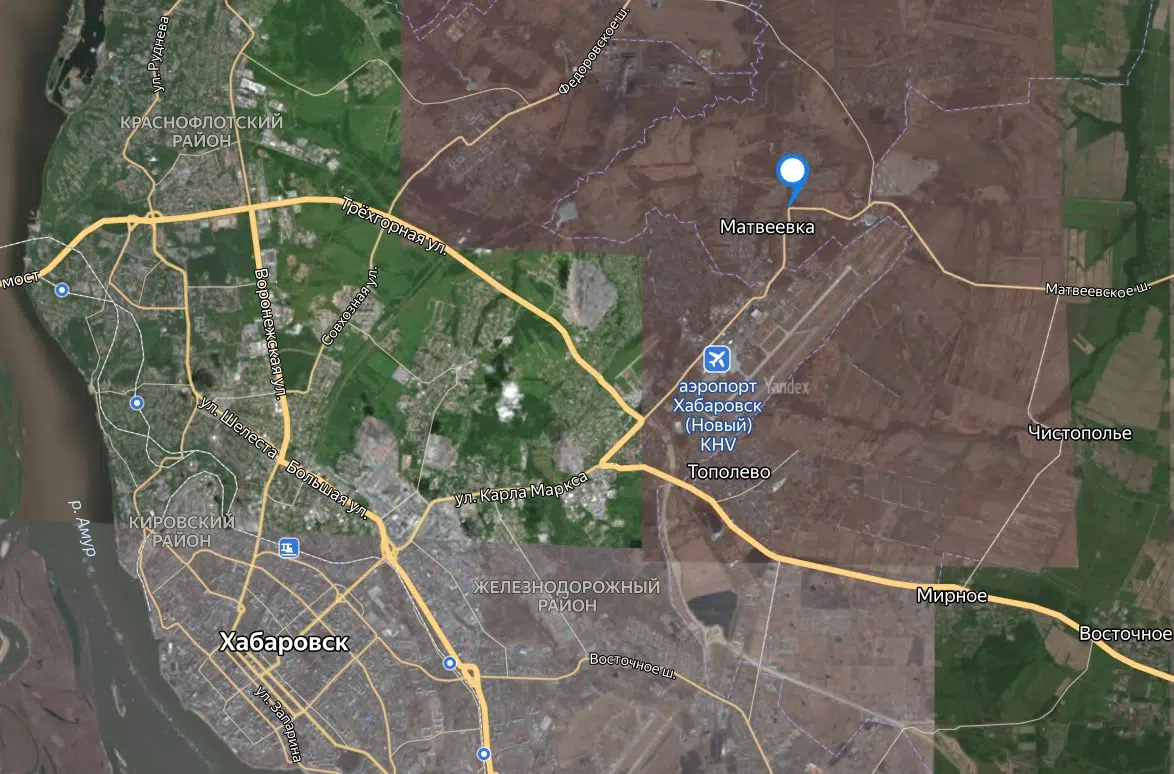 ул. Руднева
Федоровское ш.
КРАСНОФЛОТСКИЙ
РАЙОН
Трёхгорная ул.
Матвеевка
мост
Матвеевское ш.
Воронежская ул.
Совхозная ул.
аэропорт
Хабаровск
(Новый)
KHV
Yandex
ул. Шелеста
Чистополье
Большая ул.
ул. Карла Маркса
Тополево
р. Амур
КИРОВСКИЙ
РАЙОН
ЖЕЛЕЗНОДОРОЖНЫЙ
РАЙОН
Мирное
Хабаровск
Восточное
Восточное ш.
ул. Запарина